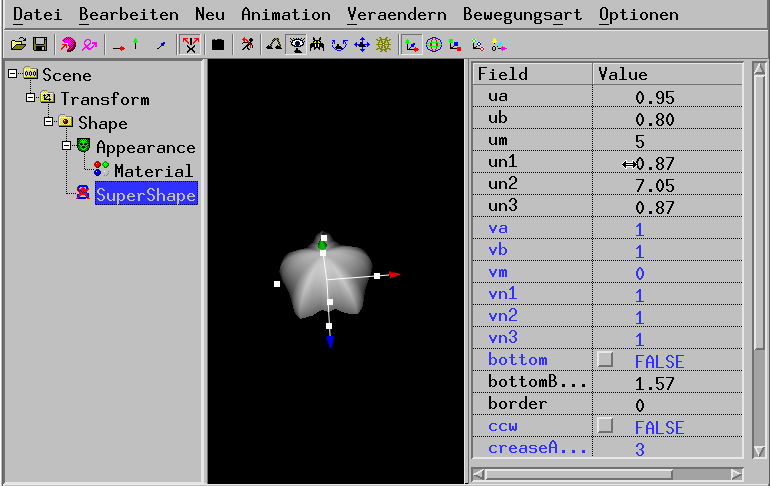 Datei Bearbeiten Neu Animation Veraendern Bewegungsart Optionen
Scene
Transform
Shape
Appearance
Material
SuperShape
Field Value
ua 0.95
ub 0.80
um 5
un1 0.87
un2 7.05
un3 0.87
va 1
vb 1
vm 0
vn1 1
vn2 1
vn3 1
bottom FALSE
bottomB... 1.57
border 0
ccw FALSE
creaseA... 3